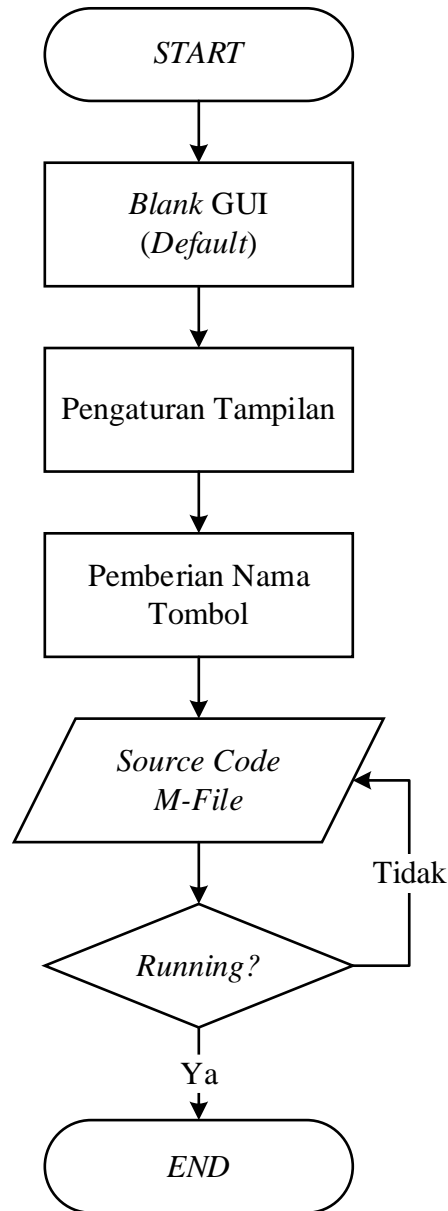 START
Blank GUI
(Default)
Pengaturan Tampilan
Pemberian Nama
Tombol
Source Code
M-File
Tidak
Running?
Ya
END